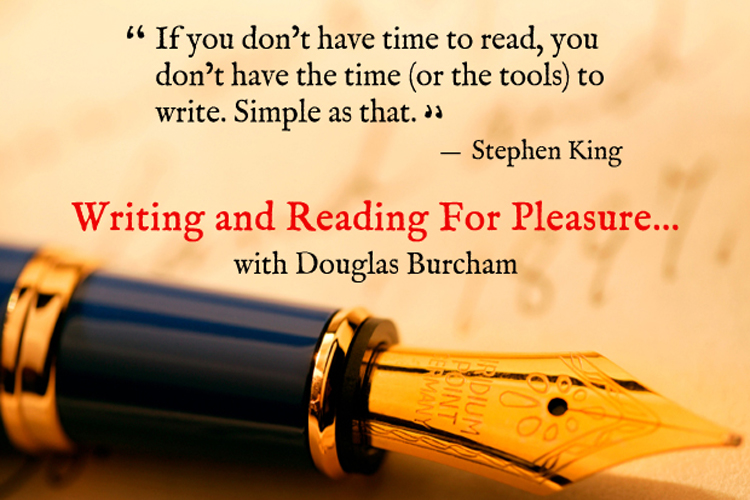 “ If you don't have time to read, you
don't have the time (or the tools) to
write. Simple as that. ”
— Stephen King
Writing and Reading For Pleasure...
with Douglas Burcham
IRIDIUM
POINT
GERMANY